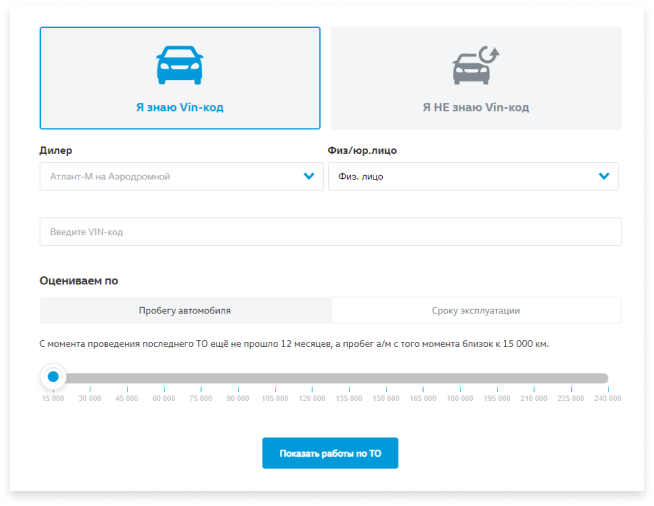 Я знаю Vin-код
Я НЕ знаю Vin-код
Дилер
Физ/юр.лицо
Атлант-М на Аэродромной
Физ. лицо
Введите VIN-код
Оцениваем по
Пробегу автомобиля
Сроку эксплуатации
С момента проведения последнего ТО ещё не прошло 12 месяцев, а пробег а/м с того момента близок к 15 000 км.
15 000 30 000 45 000 60 000 75 000 90 000 105 000 120 000 135 000 150 000 165 000 180 000 195 000 210 000 225 000 240 000
Показать работы по ТО